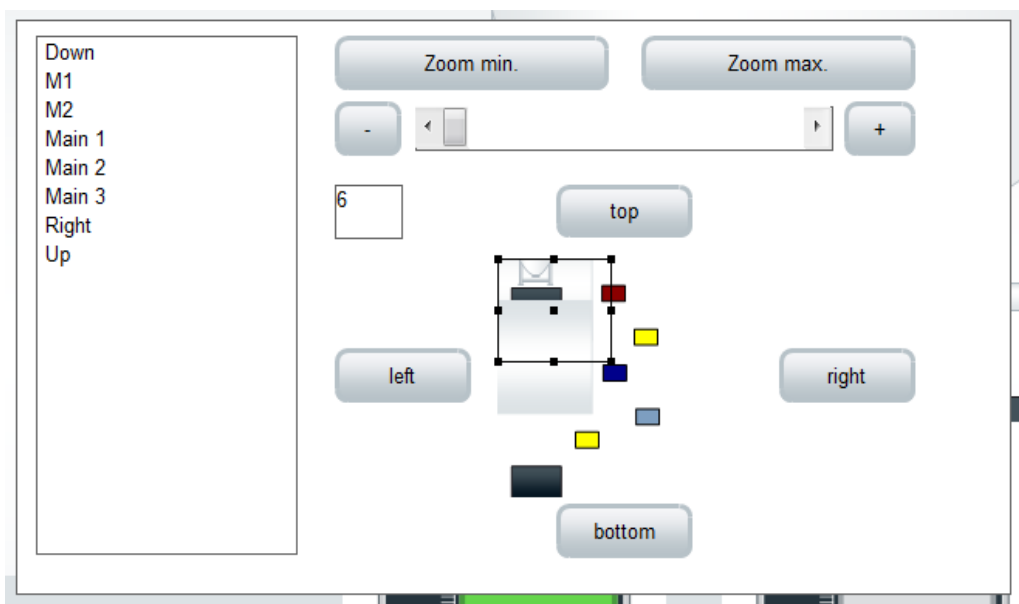 Down
M1
M2
Main 1
Main 2
Main 3
Right
Up
Zoom min.
Zoom max.
-
+
6
top
left
right
bottom